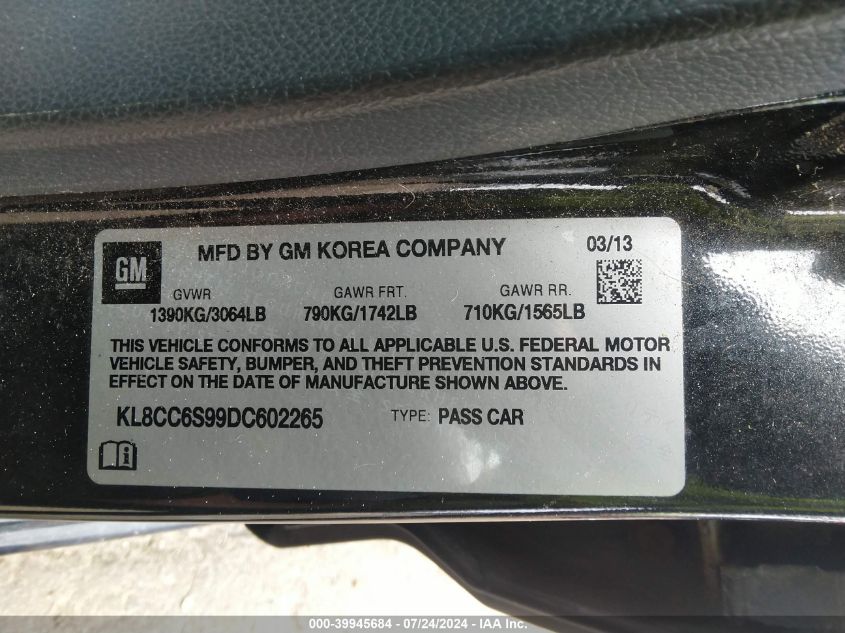 GM
MFD BY GM KOREA COMPANY
03/13
GVWR
1390KG/3064LB
GAWR FRT.
790KG/1742LB
GAWR RR.
710KG/1565LB
THIS VEHICLE CONFORMS TO ALL APPLICABLE U.S. FEDERAL MOTOR
VEHICLE SAFETY, BUMPER, AND THEFT PREVENTION STANDARDS IN
EFFECT ON THE DATE OF MANUFACTURE SHOWN ABOVE.
KL8CC6S99DC602265
TYPE: PASS CAR
000-39945684 - 07/24/2024 - IAA Inc.